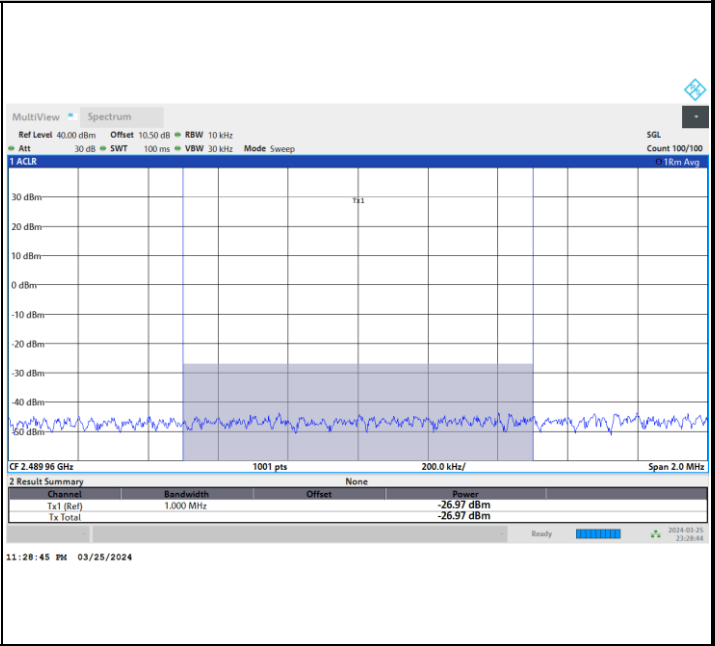 MultiView Spectrum
Ref Level 40.00 dBm Offset 10.50 dB RBW 10 kHz SGL
Att 30 dB SWT 100 ms VBW 30 kHz Mode Sweep Count 100/100
1 ACLR 1Rm Avg
Tx1
30 dBm
20 dBm
10 dBm
0 dBm
-10 dBm
-20 dBm
-30 dBm
-40 dBm
-50 dBm
CF 2.489 96 GHz 1001 pts 200.0 kHz/ Span 2.0 MHz
2 Result Summary None
Channel Bandwidth Offset Power
Tx1 (Ref) 1.000 MHz -26.97 dBm
Tx Total -26.97 dBm
Ready 2024-03-25
23:28:44
11:28:45 PM 03/25/2024